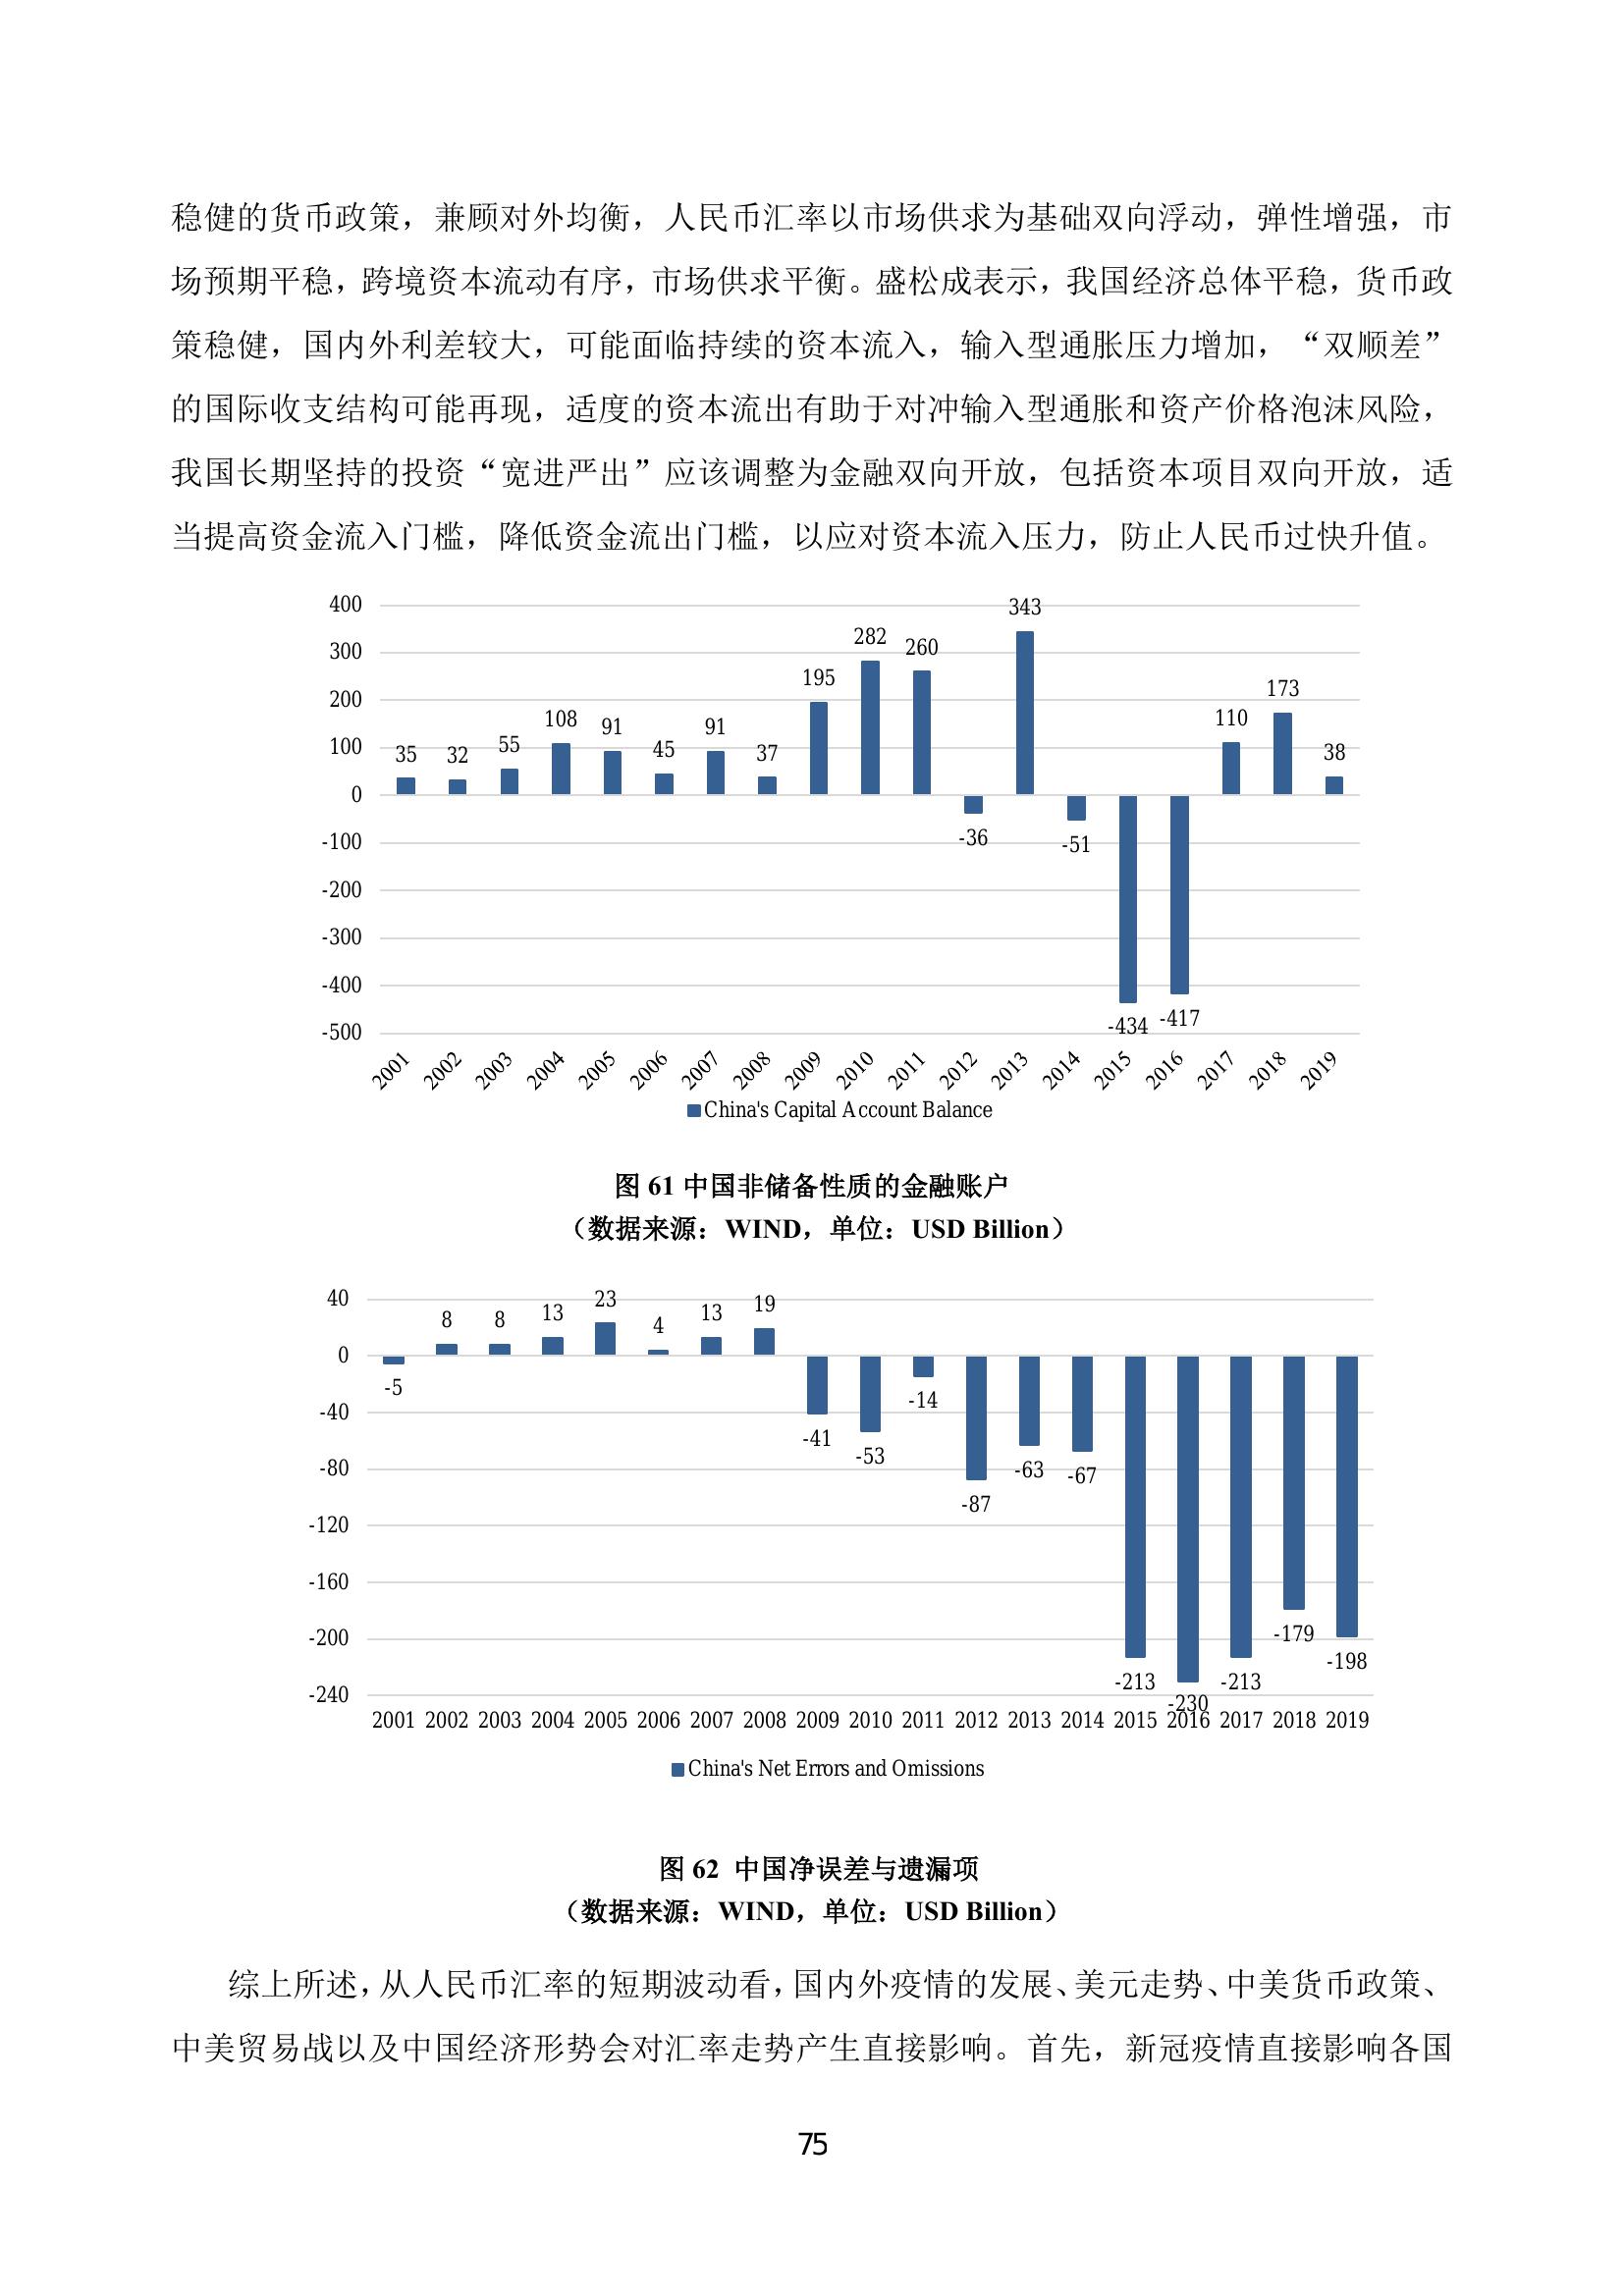 稳健的货币政策，兼顾对外均衡，人民币汇率以市场供求为基础双向浮动，弹性增强，市
场预期平稳，跨境资本流动有序，市场供求平衡。盛松成表示，我国经济总体平稳，货币政
策稳健，国内外利差较大，可能面临持续的资本流入，输入型通胀压力增加，“双顺差”
的国际收支结构可能再现，适度的资本流出有助于对冲输入型通胀和资产价格泡沫风险，
我国长期坚持的投资“宽进严出”应该调整为金融双向开放，包括资本项目双向开放，适
当提高资金流入门槛，降低资金流出门槛，以应对资本流入压力，防止人民币过快升值。
400
300
200
100
0
-100
-200
-300
-400
-500
35 32 55 108 91 45 91 37 195 282 260 -36 343 -51 -434 -417 110 173 38
2001 2002 2003 2004 2005 2006 2007 2008 2009 2010 2011 2012 2013 2014 2015 2016 2017 2018 2019
China's Capital Account Balance
图 61 中国非储备性质的金融账户
（数据来源：WIND，单位：USD Billion）
40
0
-40
-80
-120
-160
-200
-240
-5 8 8 13 23 4 13 19 -41 -53 -14 -87 -63 -67 -213 -230 -213 -179 -198
2001 2002 2003 2004 2005 2006 2007 2008 2009 2010 2011 2012 2013 2014 2015 2016 2017 2018 2019
China's Net Errors and Omissions
图 62 中国净误差与遗漏项
（数据来源：WIND，单位：USD Billion）
综上所述，从人民币汇率的短期波动看，国内外疫情的发展、美元走势、中美货币政策、
中美贸易战以及中国经济形势会对汇率走势产生直接影响。首先，新冠疫情直接影响各国
75